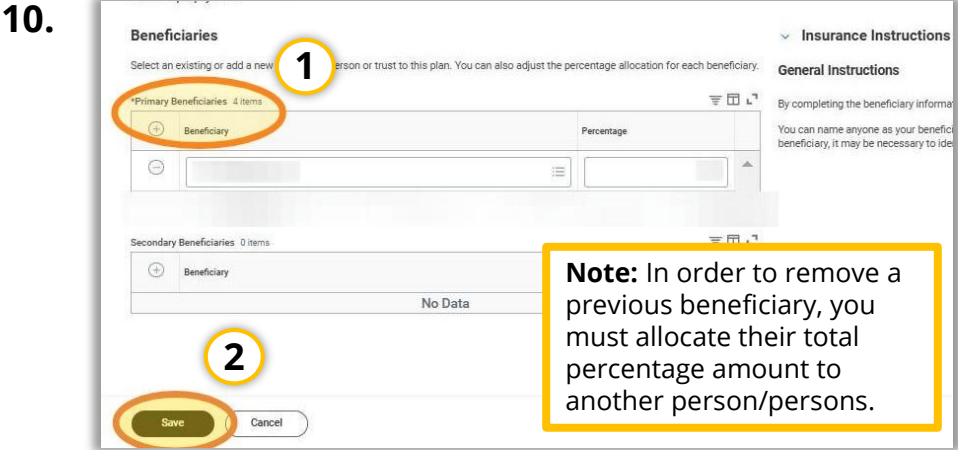 10.
Beneficiaries
Select an existing or add a new
erson or trust to this plan. You can also adjust the percentage allocation for each beneficiary.
1
*Primary Beneficiaries 4 items
Beneficiary
Percentage
Secondary Beneficiaries 0 items
Beneficiary
No Data
2
Save
Cancel
Insurance Instructions
General Instructions
By completing the beneficiary informa
You can name anyone as your benefici
beneficiary, it may be necessary to ide
Note: In order to remove a
previous beneficiary, you
must allocate their total
percentage amount to
another person/persons.